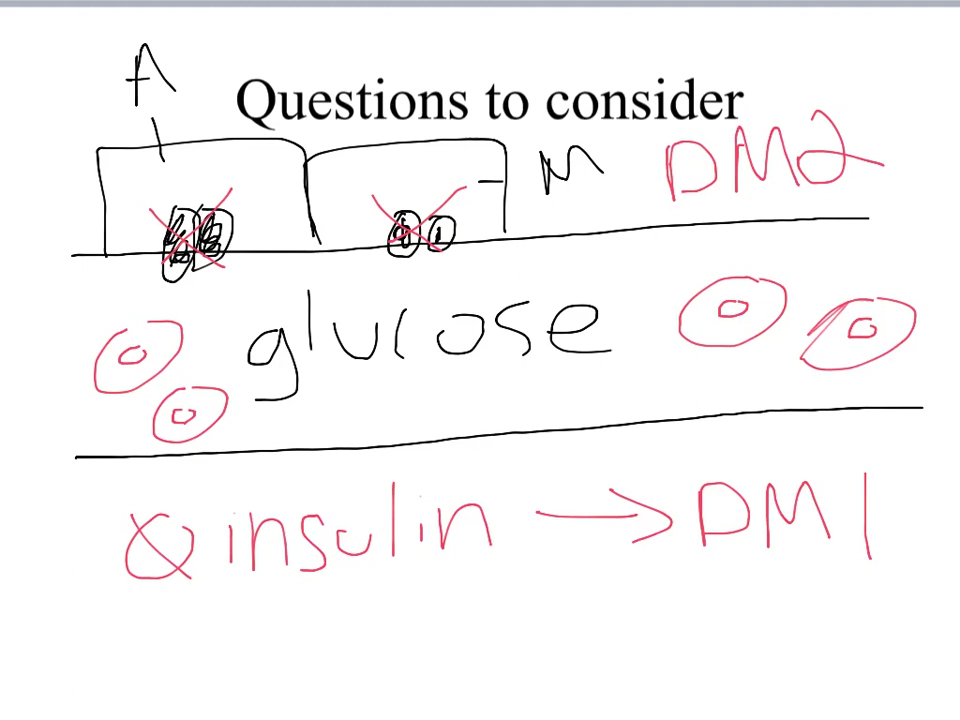 A
Questions to consider
M DM2
glucose
insulin → DM1